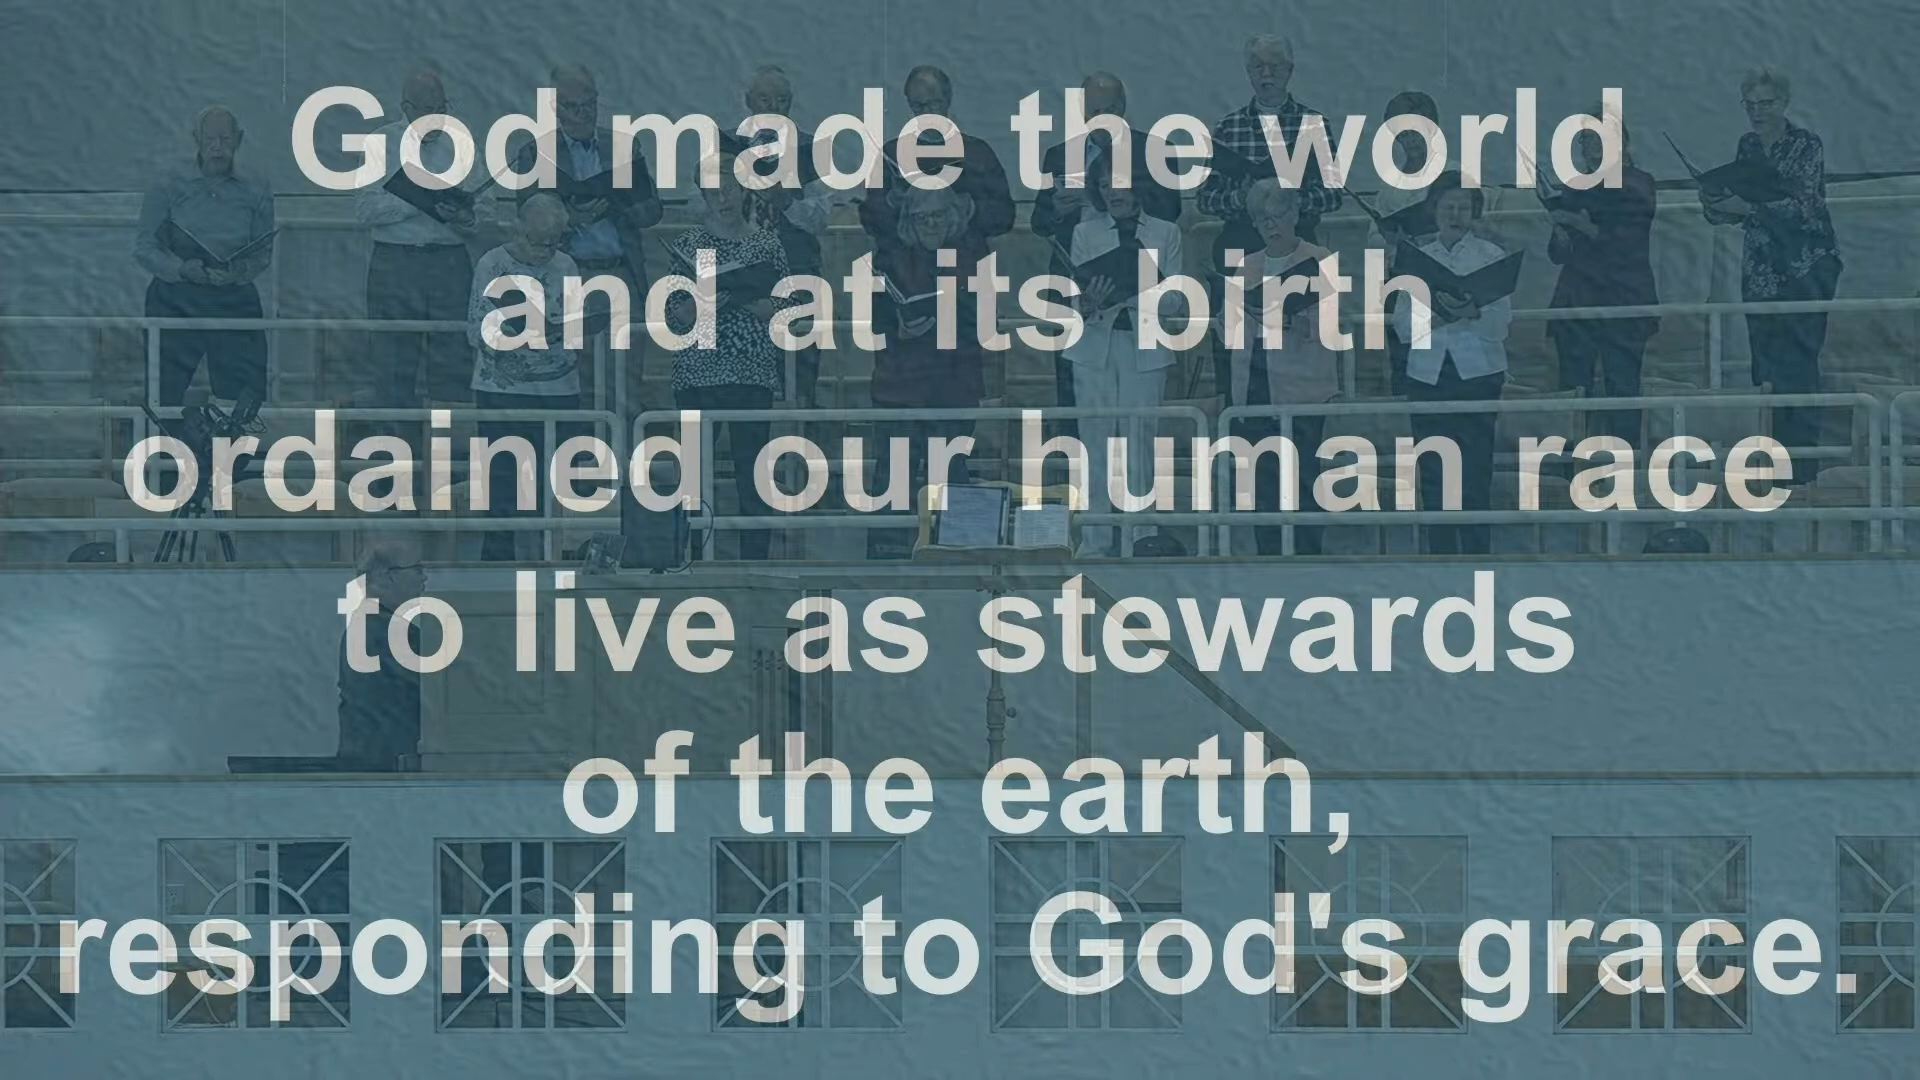 God made the world
and at its birth
ordained our human race
to live as stewards
of the earth,
responding to God's grace.